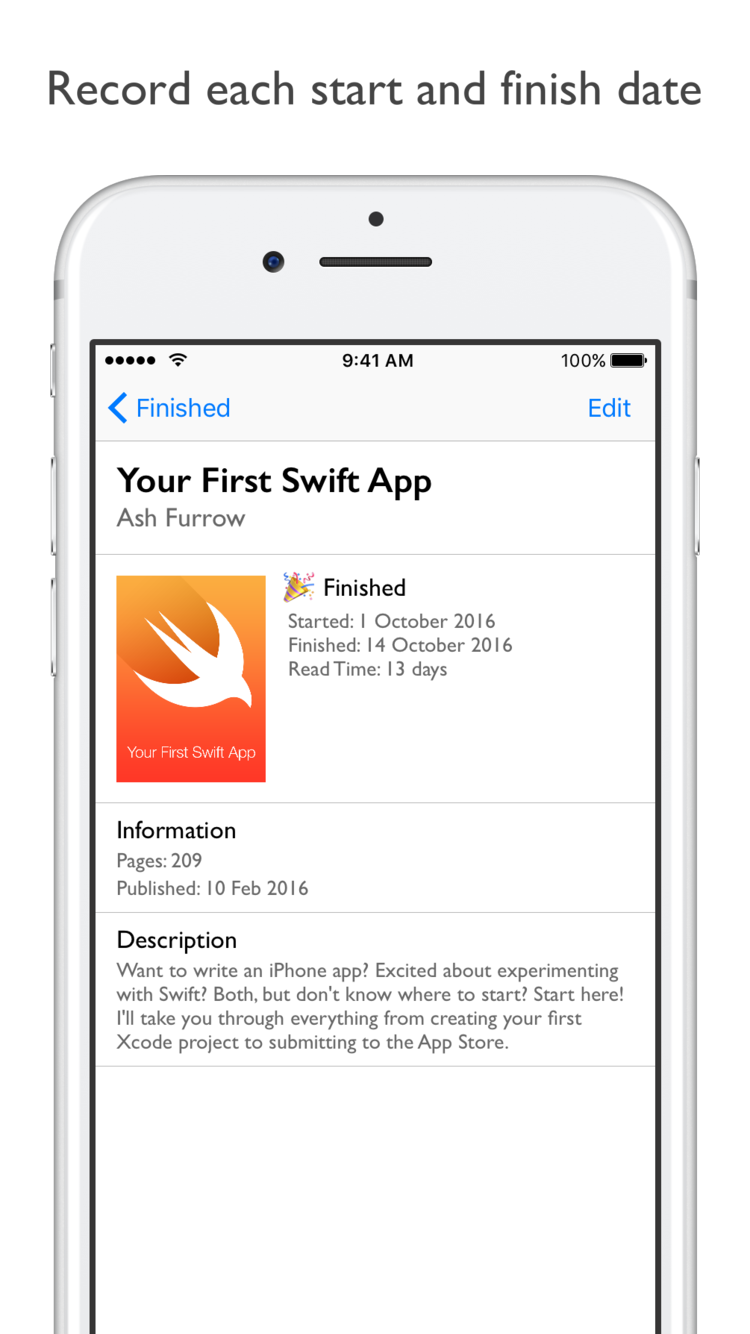 Record each start and finish date
9:41 AM
100%
Finished
Edit
Your First Swift App
Ash Furrow
🎉 Finished
Started: 1 October 2016
Finished: 14 October 2016
Read Time: 13 days
Your First Swift App
Information
Pages: 209
Published: 10 Feb 2016
Description
Want to write an iPhone app? Excited about experimenting
with Swift? Both, but don't know where to start? Start here!
I'll take you through everything from creating your first
Xcode project to submitting to the App Store.